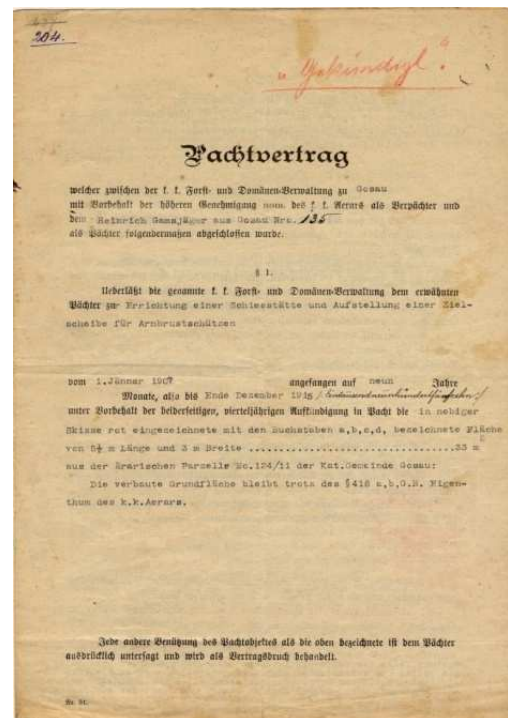 204.
"Gekündigt".
Pachtvertrag
welcher zwischen der k. k. Forst- und Domänen-Verwaltung zu Gosau
mit Vorbehalt der höheren Genehmigung nom. des k. k. Aerars als Verpächter und
dem Heinrich Gamsjäger aus Gosau Nro. 135
als Pächter folgendermaßen abgeschlossen wurde.
§ 1.
Ueberläßt die genannte k. k. Forst- und Domänen-Verwaltung dem erwähnten
Pächter zur Errichtung einer Schiesstätte und Aufstellung einer Ziel-
scheibe für Armbrustschützen
vom 1.Jänner 1907 angefangen auf neun Jahre
Monate, also bis Ende Dezember 1915 /:Eintausendneunhundertfünfzehn:/
unter Vorbehalt der beiderseitigen, vierteljährigen Aufkündigung in Pacht die in nebiger
Skizze rot eingezeichnete mit den Buchstaben a,b,c,d, bezeichnete Fläche
von m Länge und 3 m Breite ..............................33 m
aus der ärarischen Parzelle No.124/11 der Kat.Gemeinde Gosau:
Die verbaute Grundfläche bleibt trotz des §418 a,b,G.B. Eigen-
thum des k.k.Aerars.
Jede andere Benützung des Pachtobjektes als die oben bezeichnete ist dem Pächter
ausdrücklich untersagt und wird als Vertragsbruch behandelt.